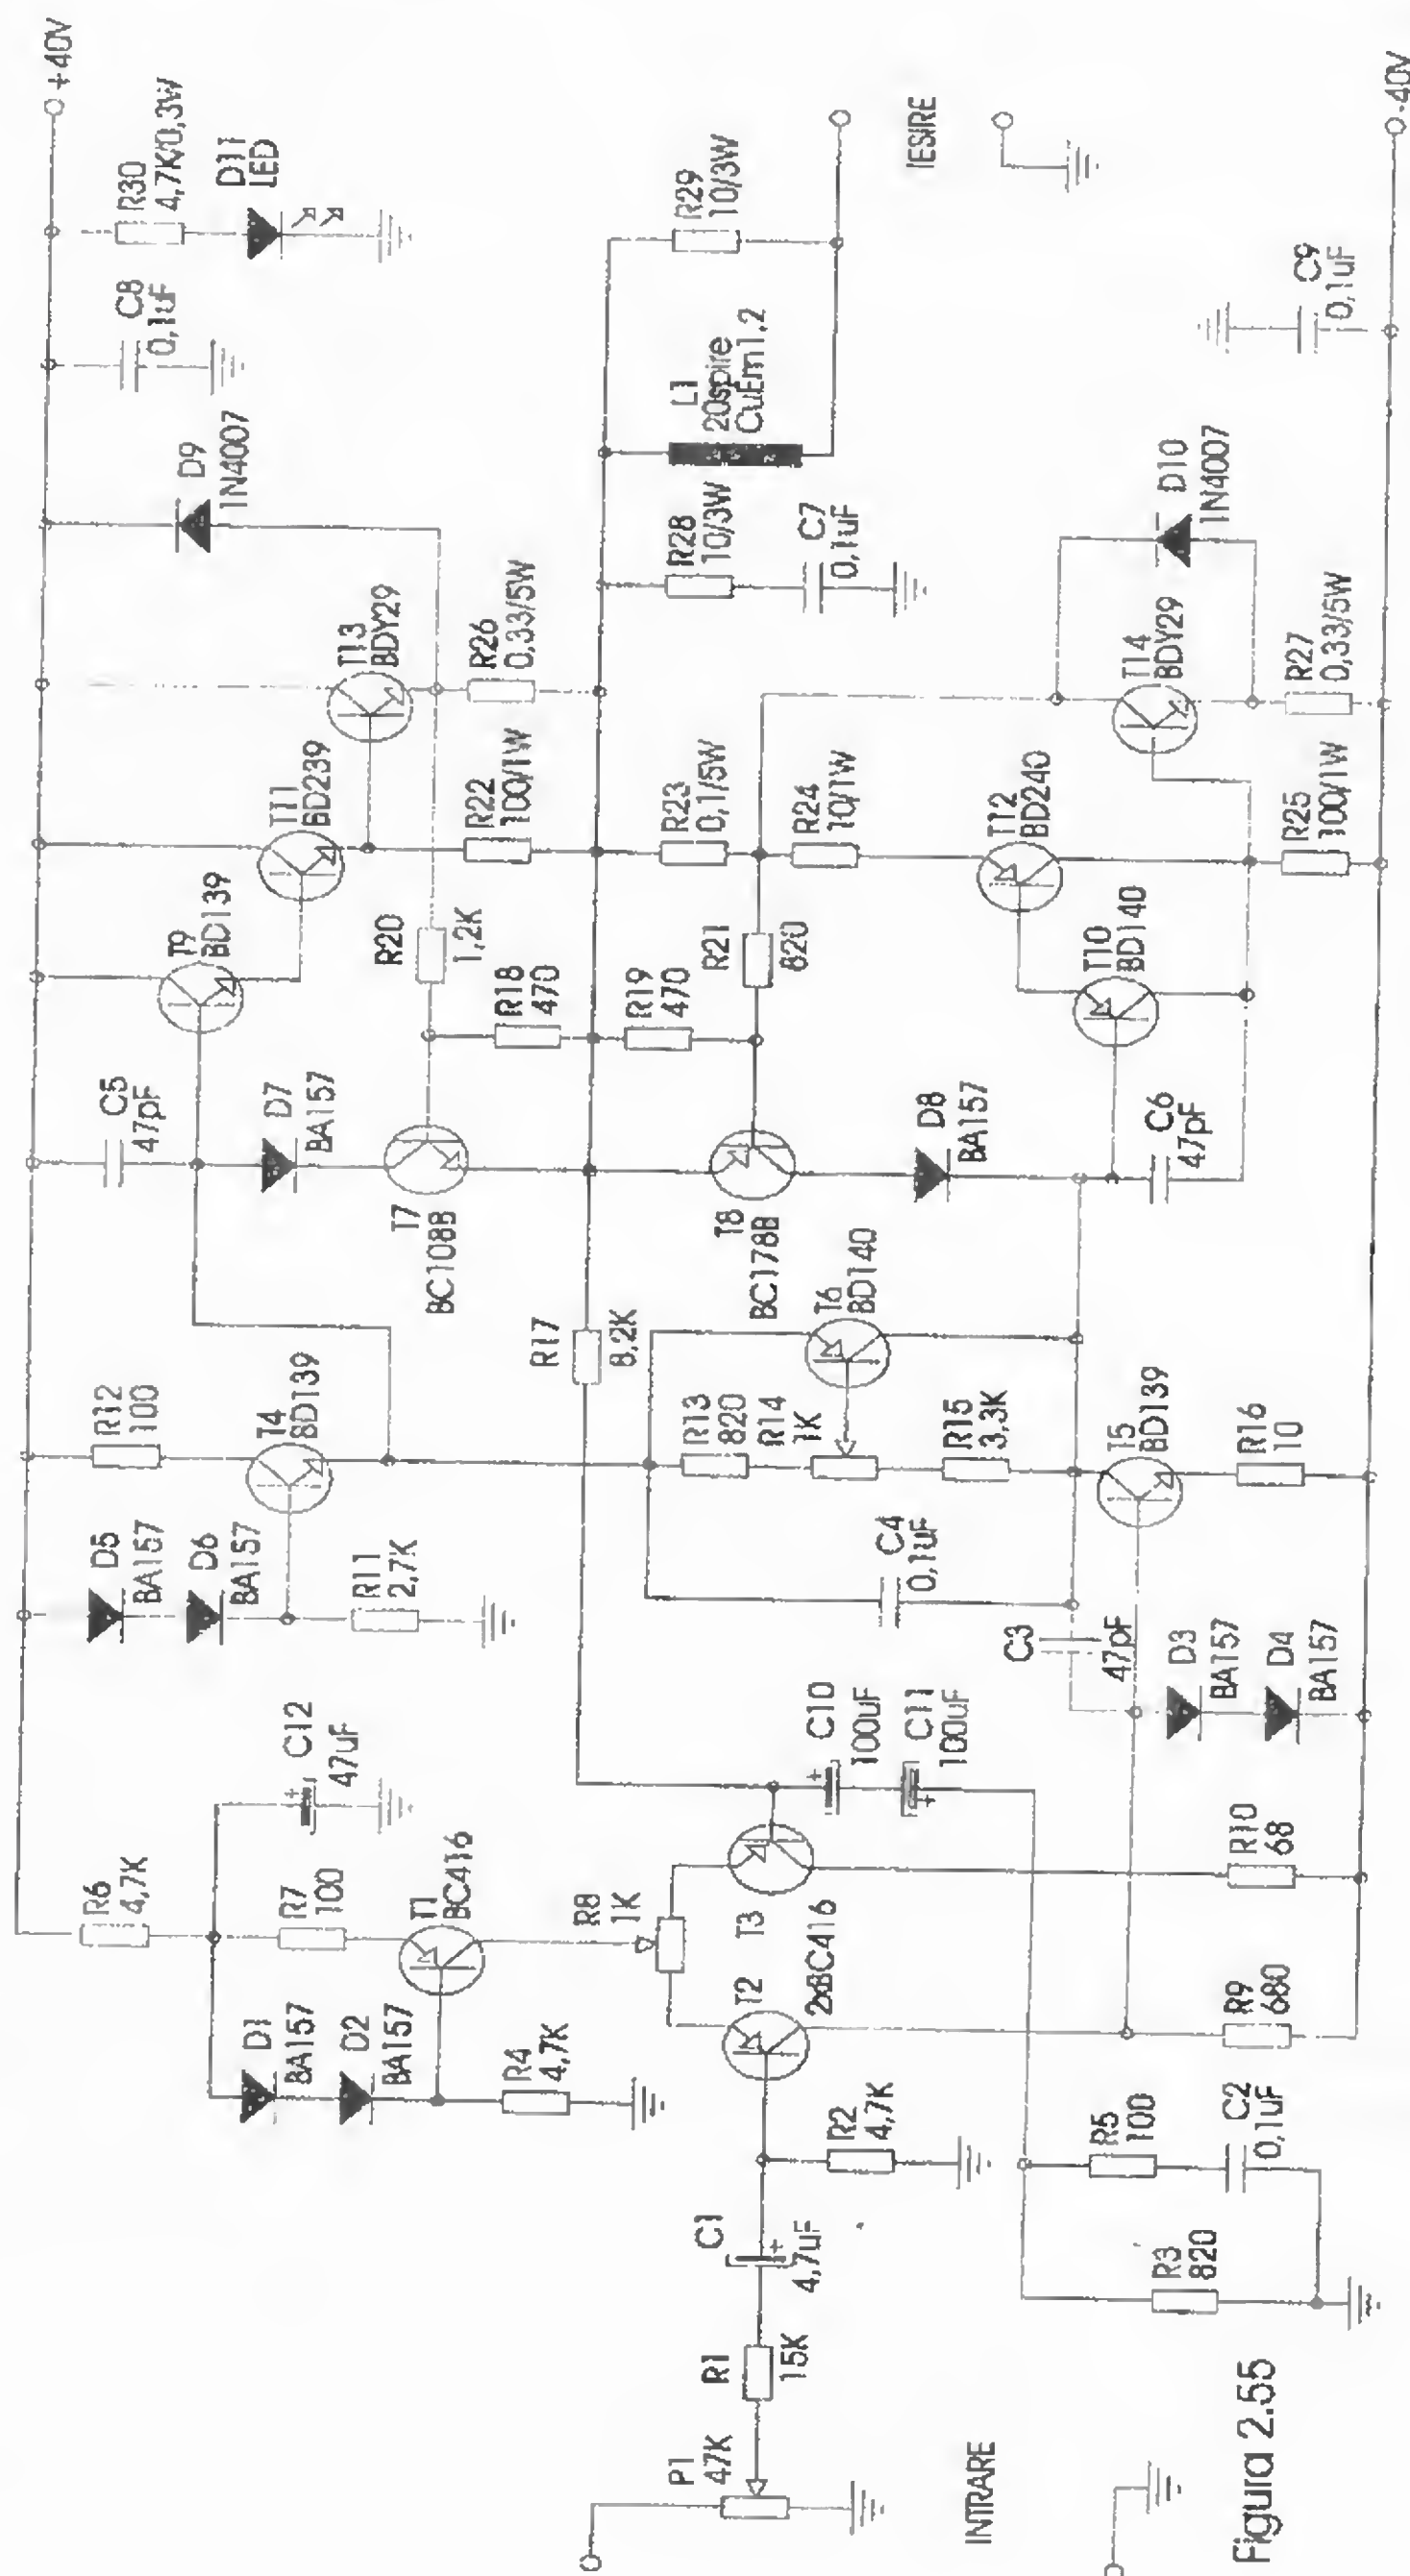 +40V
R30
4,7K/0,3W
D11
LED
C8
0,1uF
D9
1N4007
T13
BDY29
R26
0,33/5W
T11
BD239
R22
100/1W
T9
BD139
R20
1,2K
R18
470
C5
47pF
D7
BA157
T7
BC108B
R12
100
T4
BD139
D5
BA157
D6
BA157
R11
2,7K
C12
47uF
R6
4,7K
R7
100
T1
BC416
D1
BA157
D2
BA157
R4
4,7K
R8
1K
IESIRE
R29
10/3W
L1
20spire
CuEm1,2
R28
10/3W
C7
0,1uF
R23
0,1/5W
R24
10/1W
R21
820
R19
470
T8
BC178B
R17
8,2K
T6
BD140
R13
820
R14
1K
R15
3,3K
C4
0,1uF
C10
100uF
C11
100uF
T3
T2
2xBC416
R2
4,7K
C1
4,7uF
R1
15K
P1
47K
INTRARE
-40V
C9
0,1uF
D10
1N4007
T14
BDY29
R27
0,33/5W
T12
BD240
R25
100/1W
T10
BD140
D8
BA157
C6
47pF
T5
BD139
R16
10
C3
47pF
D3
BA157
D4
BA157
R10
68
R9
680
R5
100
C2
0,1uF
R3
820
Figura 2.55